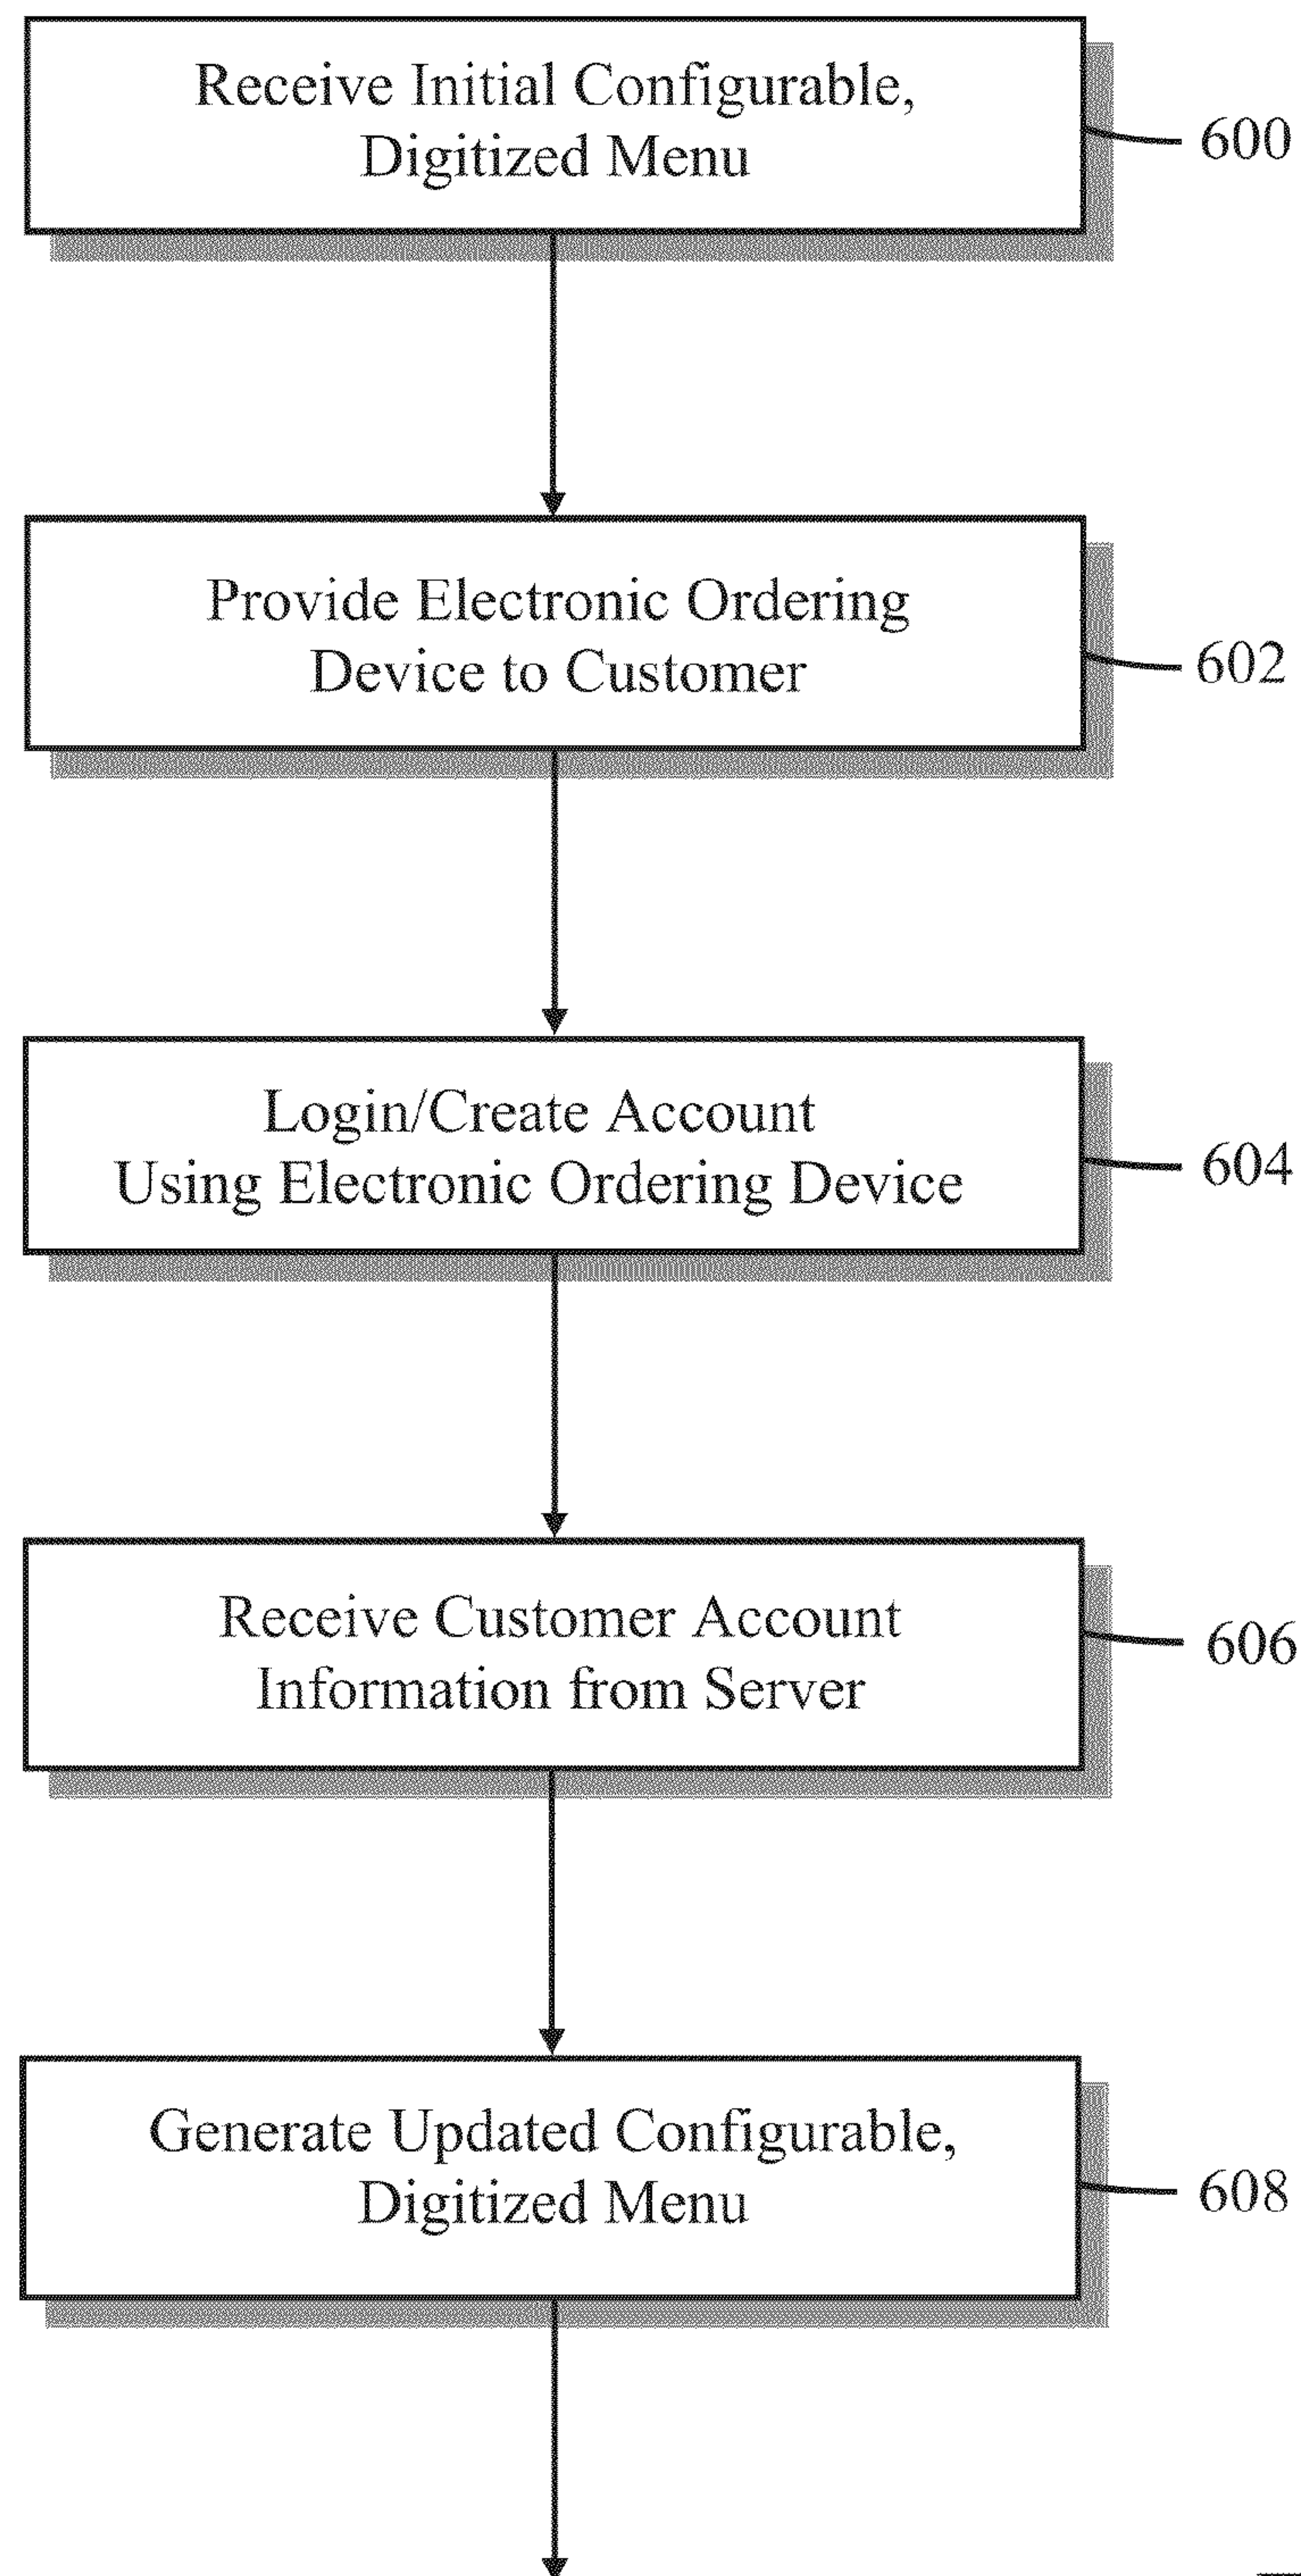 Receive Initial Configurable,
Digitized Menu
600
Provide Electronic Ordering
Device to Customer
602
Login/Create Account
Using Electronic Ordering Device
604
Receive Customer Account
Information from Server
606
Generate Updated Configurable,
Digitized Menu
608